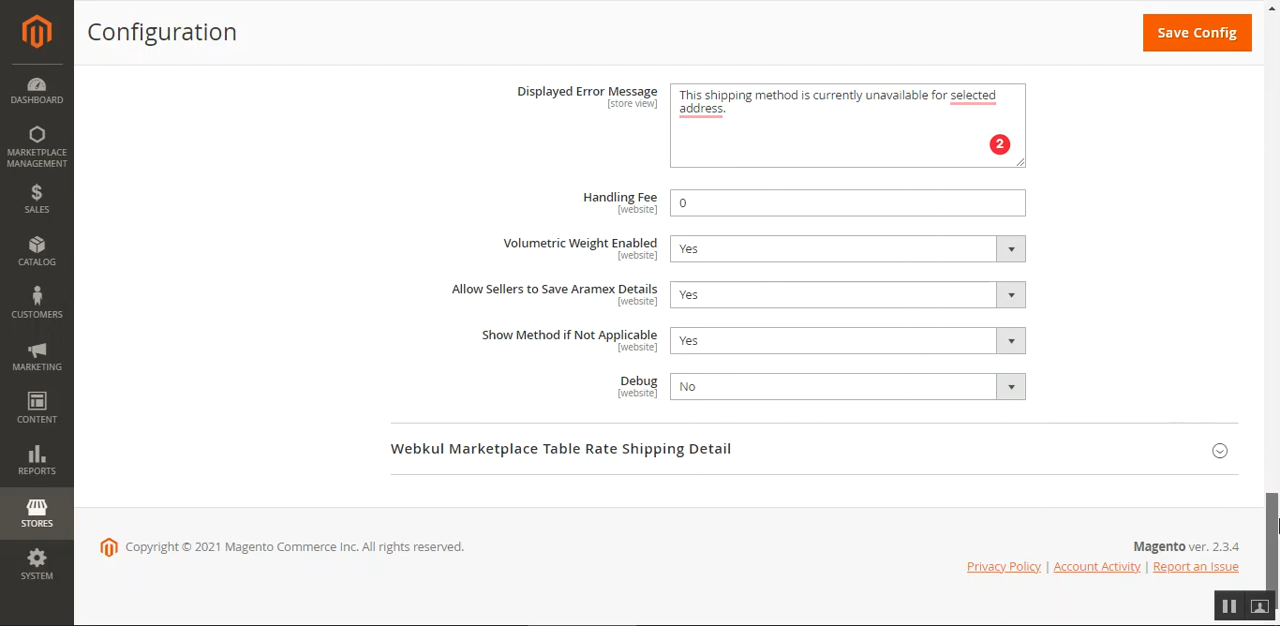 Configuration
Save Config
DASHBOARD
MARKETPLACE
MANAGEMENT
SALES
CATALOG
CUSTOMERS
MARKETING
CONTENT
REPORTS
STORES
SYSTEM
Displayed Error Message
[store view]
This shipping method is currently unavailable for selected
address.
2
Handling Fee
[website]
0
Volumetric Weight Enabled
[website]
Yes
Allow Sellers to Save Aramex Details
[website]
Yes
Show Method if Not Applicable
[website]
Yes
Debug
[website]
No
Webkul Marketplace Table Rate Shipping Detail
Copyright © 2021 Magento Commerce Inc. All rights reserved.
Magento ver. 2.3.4
Privacy Policy | Account Activity | Report an Issue